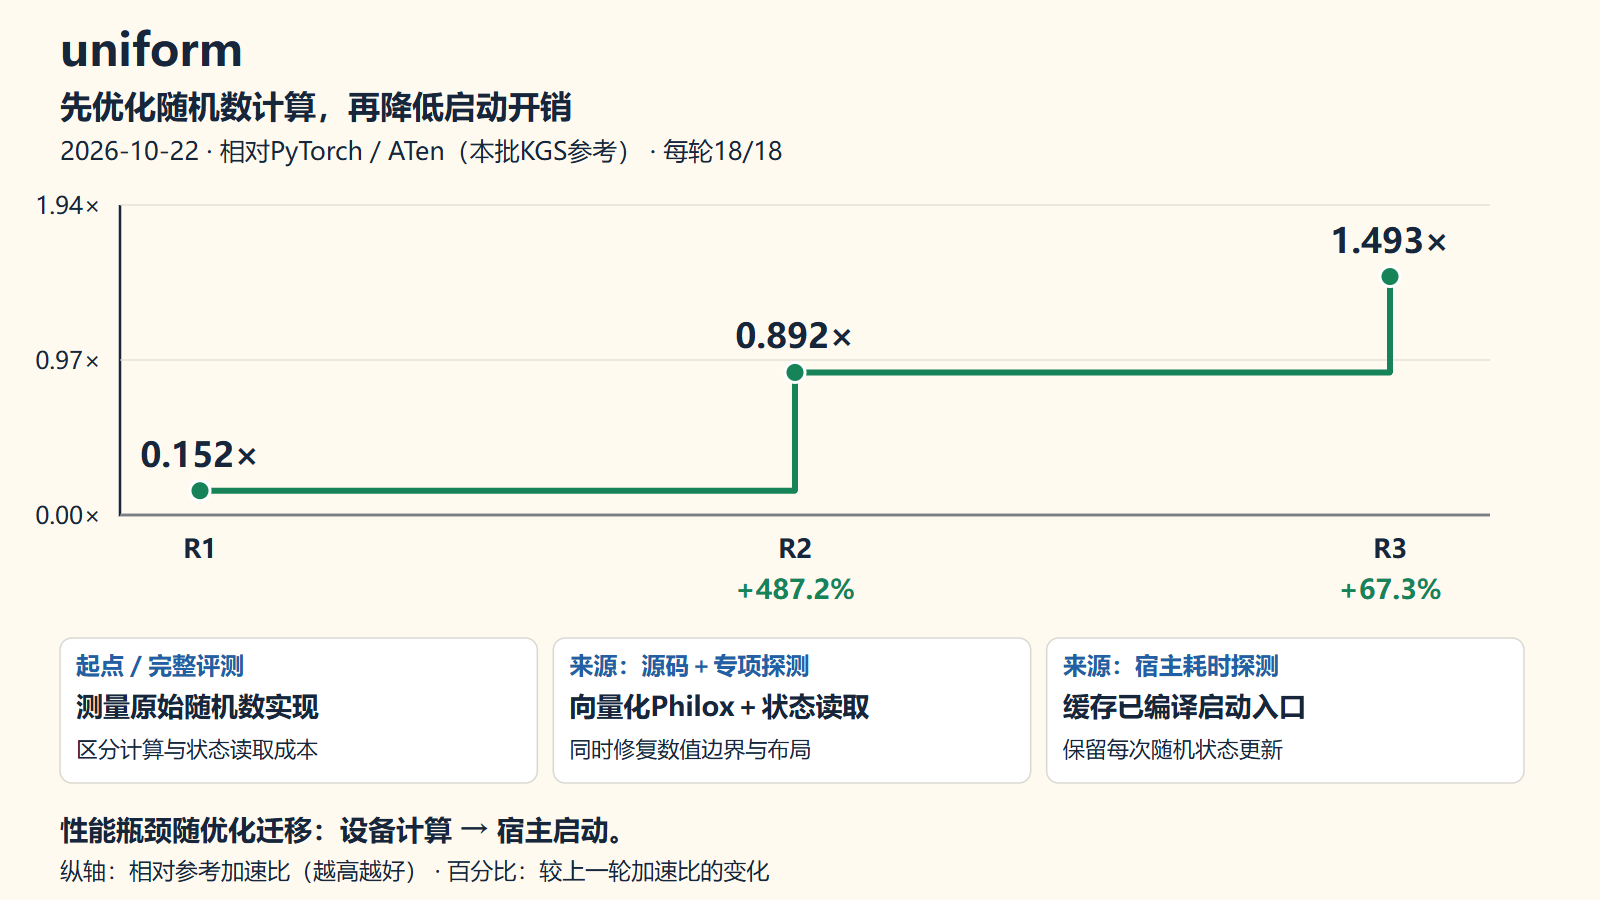 uniform
先优化随机数计算，再降低启动开销
2026-10-22 · 相对PyTorch / ATen（本批KGS参考） · 每轮18/18
1.94×
1.493×
0.892×
0.97×
0.152×
0.00×
R1
R2
R3
+487.2%
+67.3%
起点 / 完整评测
测量原始随机数实现
区分计算与状态读取成本
来源：源码 + 专项探测
向量化Philox + 状态读取
同时修复数值边界与布局
来源：宿主耗时探测
缓存已编译启动入口
保留每次随机状态更新
性能瓶颈随优化迁移：设备计算 → 宿主启动。
纵轴：相对参考加速比（越高越好） · 百分比：较上一轮加速比的变化